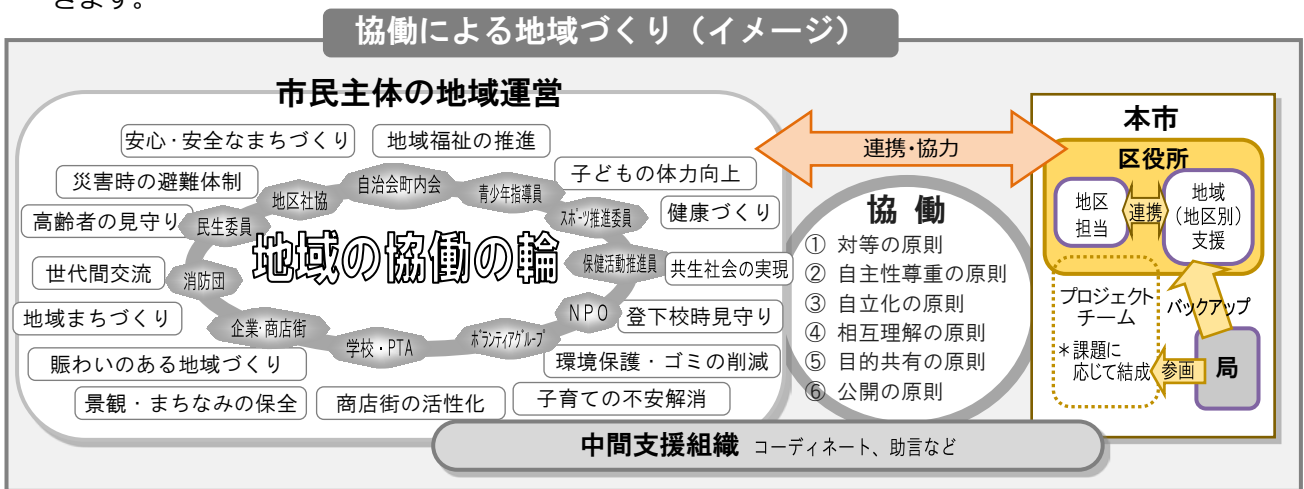 きます。
協働による地域づくり（イメージ）
市民主体の地域運営
安心・安全なまちづくり
地域福祉の推進
災害時の避難体制
子どもの体力向上
高齢者の見守り
健康づくり
世代間交流
共生社会の実現
地域まちづくり
登下校時見守り
賑わいのある地域づくり
環境保護・ゴミの削減
景観・まちなみの保全
商店街の活性化
子育ての不安解消
地区社協
自治会町内会
青少年指導員
スポーツ推進委員
民生委員
保健活動推進員
消防団
NPO
企業・商店街
学校・PTA
ボランティアグループ
地域の協働の輪
連携・協力
協 働
① 対等の原則
② 自主性尊重の原則
③ 自立化の原則
④ 相互理解の原則
⑤ 目的共有の原則
⑥ 公開の原則
本市
区役所
地区
担当
連携
地域
（地区別）
支援
プロジェクト
チーム
＊課題に
応じて結成
バックアップ
参画
局
中間支援組織 コーディネート、助言など